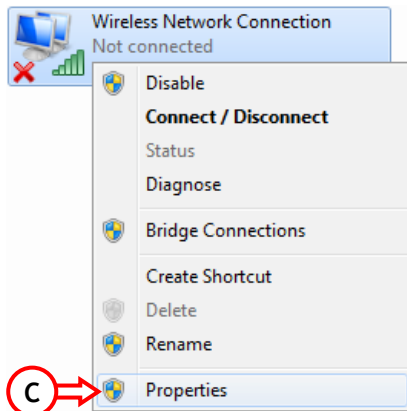 Wireless Network Connection
Not connected
Disable
Connect / Disconnect
Status
Diagnose
Bridge Connections
Create Shortcut
Delete
Rename
C
Properties